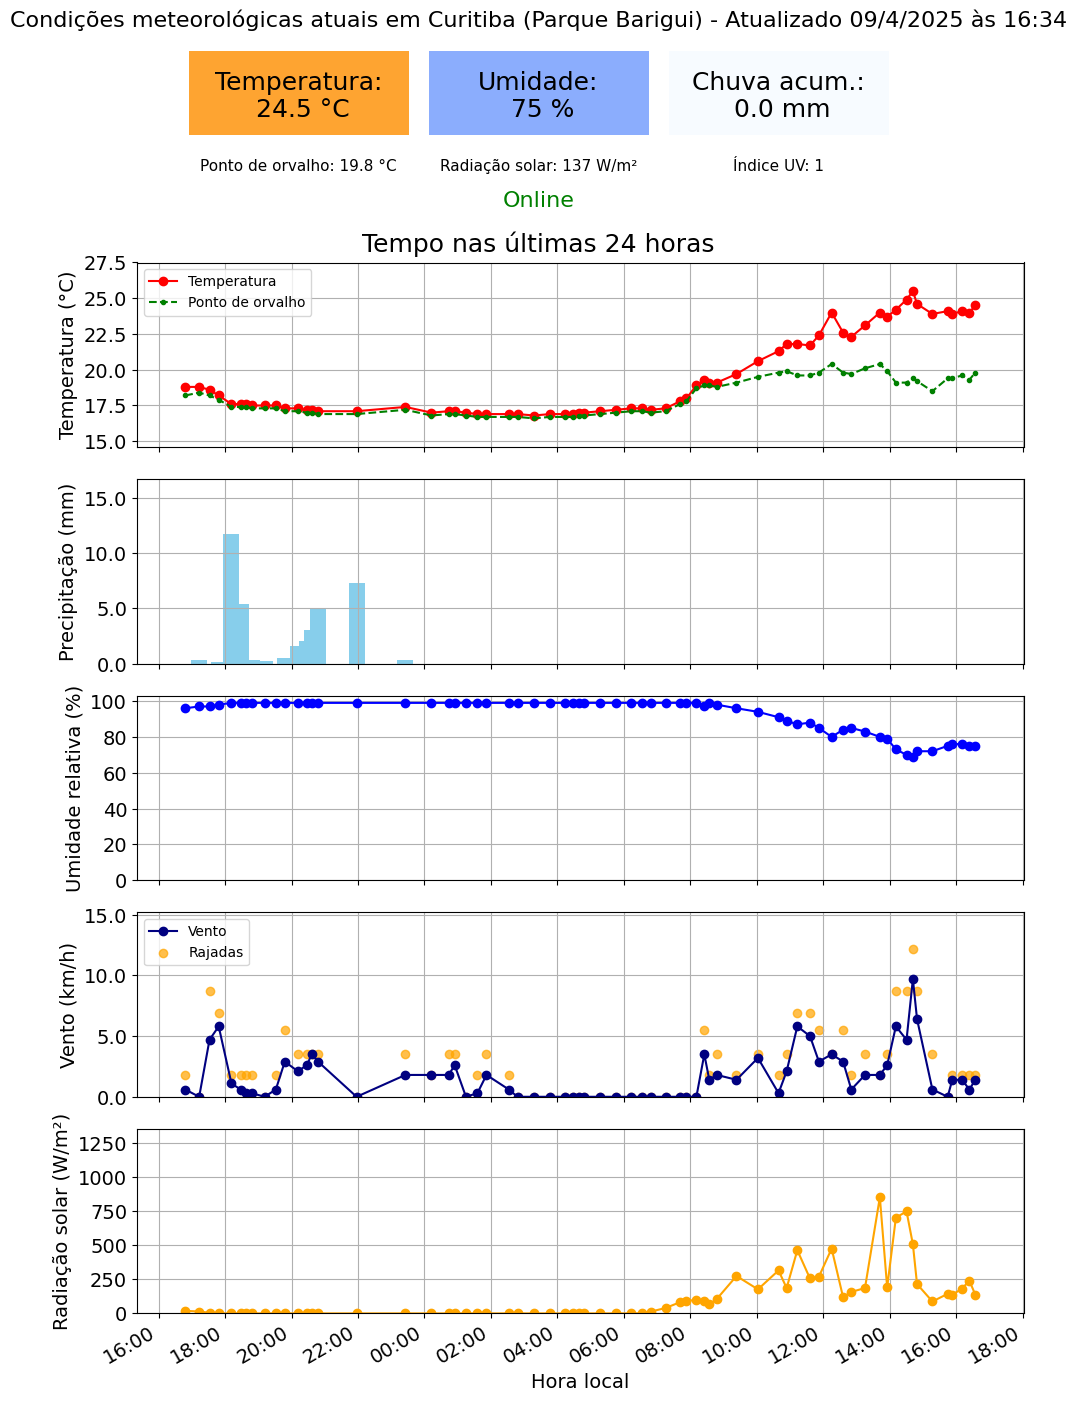 Condições meteorológicas atuais em Curitiba (Parque Barigui) - Atualizado 09/4/2025 às 16:34
Temperatura:
24.5 °C
Umidade:
75 %
Chuva acum.:
0.0 mm
Ponto de orvalho: 19.8 °C
Radiação solar: 137 W/m²
Índice UV: 1
Online
Tempo nas últimas 24 horas
Temperatura (°C)
27.5
25.0
22.5
20.0
17.5
15.0
Temperatura
Ponto de orvalho
Precipitação (mm)
15.0
10.0
5.0
0.0
Umidade relativa (%)
100
80
60
40
20
0
Vento (km/h)
15.0
10.0
5.0
0.0
Vento
Rajadas
Radiação solar (W/m²)
1250
1000
750
500
250
0
16:00
18:00
20:00
22:00
00:00
02:00
04:00
06:00
08:00
10:00
12:00
14:00
16:00
18:00
Hora local